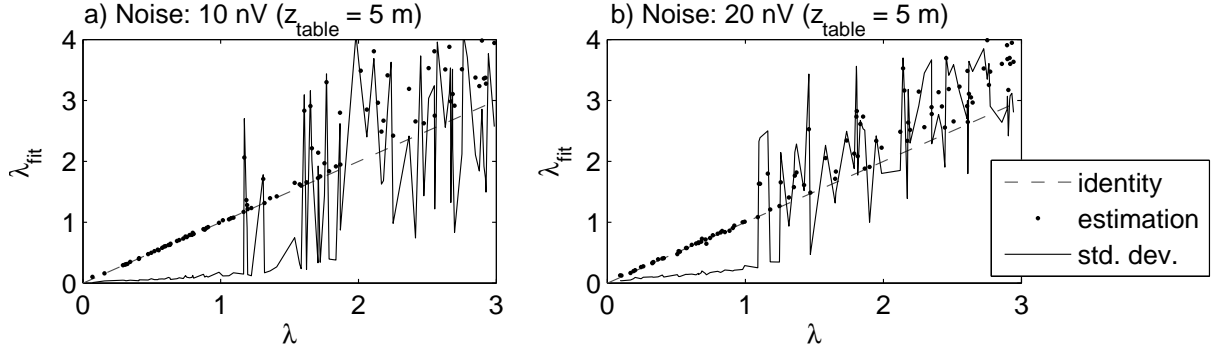 a) Noise: 10 nV (z_table = 5 m)
4
3
2
1
0
0 1 2 3
λ_fit
λ
b) Noise: 20 nV (z_table = 5 m)
4
3
2
1
0
0 1 2 3
λ_fit
λ
identity
estimation
std. dev.